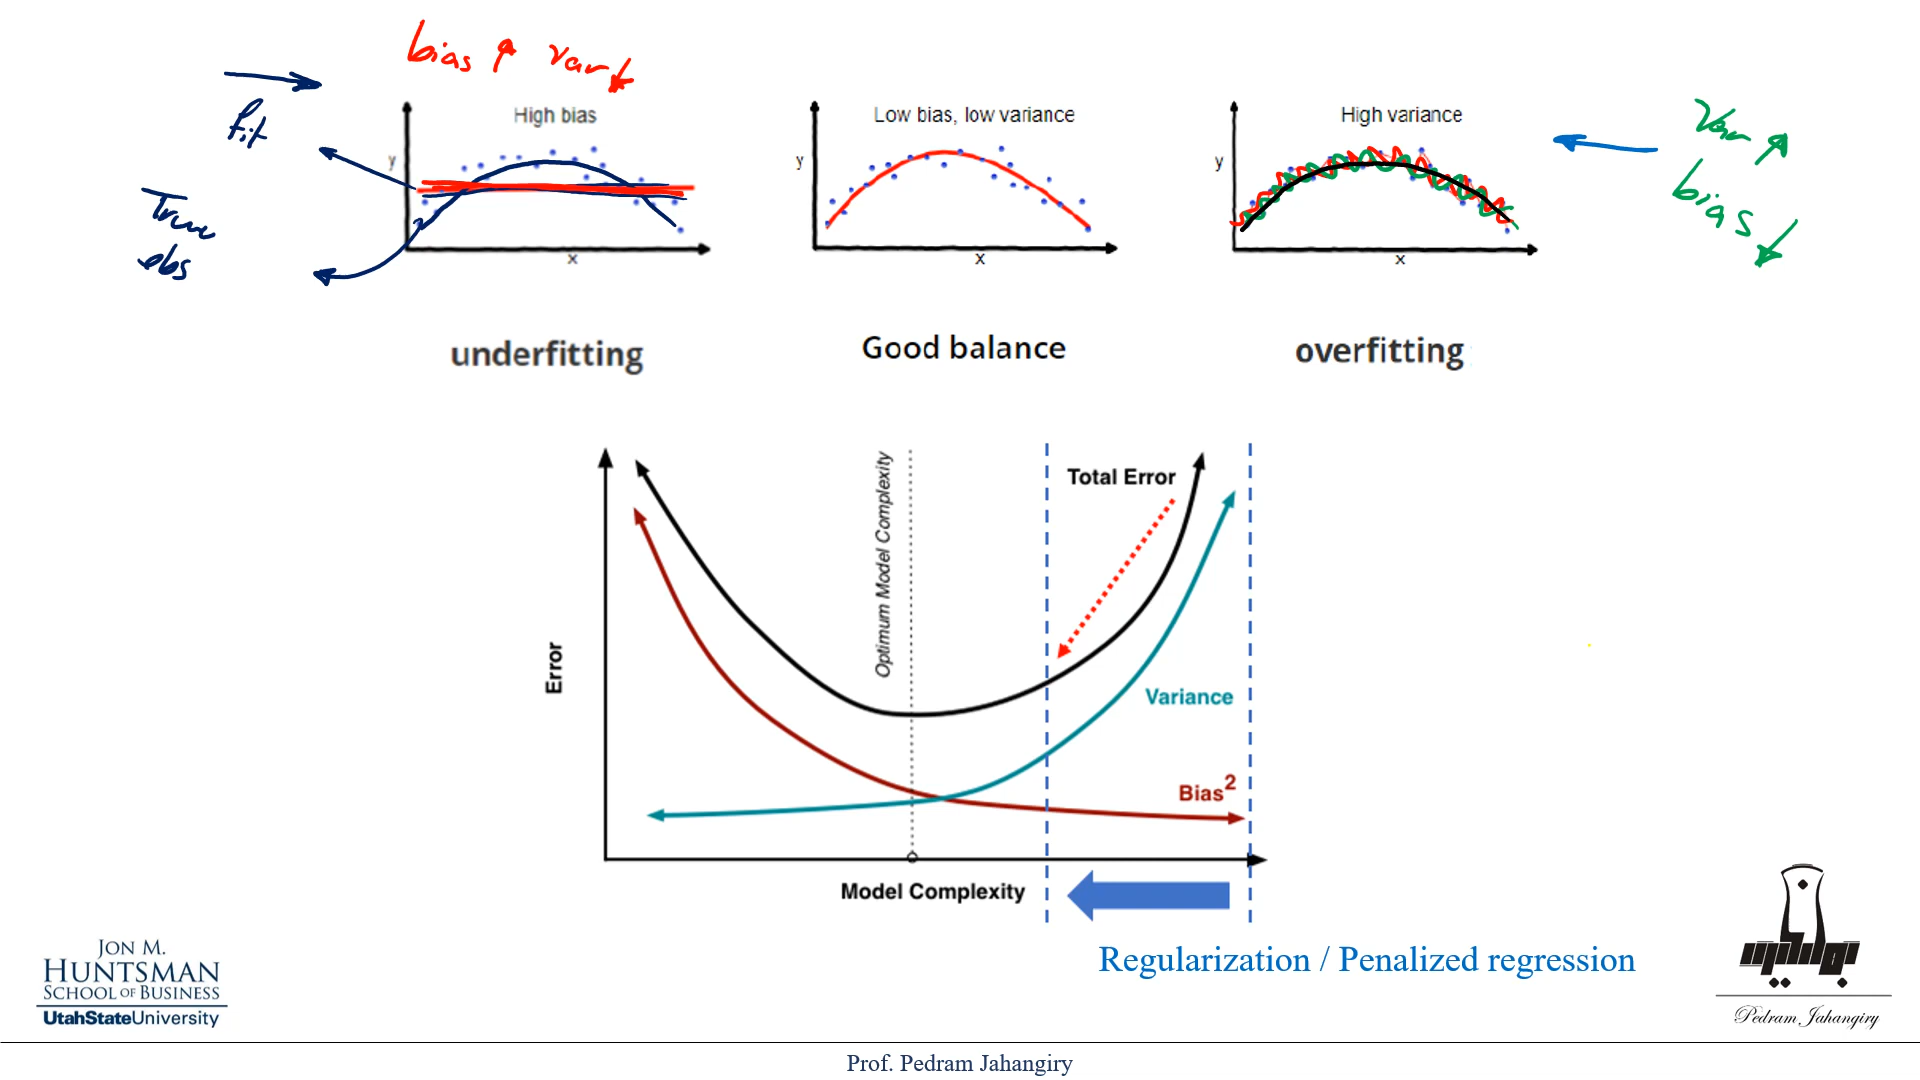 bias ↑ var ↓
fit
True
obs
High bias
y
x
Low bias, low variance
y
x
High variance
y
x
Var ↑
bias ↓
underfitting
Good balance
overfitting
Optimum Model Complexity
Total Error
Error
Variance
Bias²
Model Complexity
Regularization / Penalized regression
JON M.
HUNTSMAN
SCHOOL OF BUSINESS
UtahStateUniversity
Pedram Jahangiry
Prof. Pedram Jahangiry